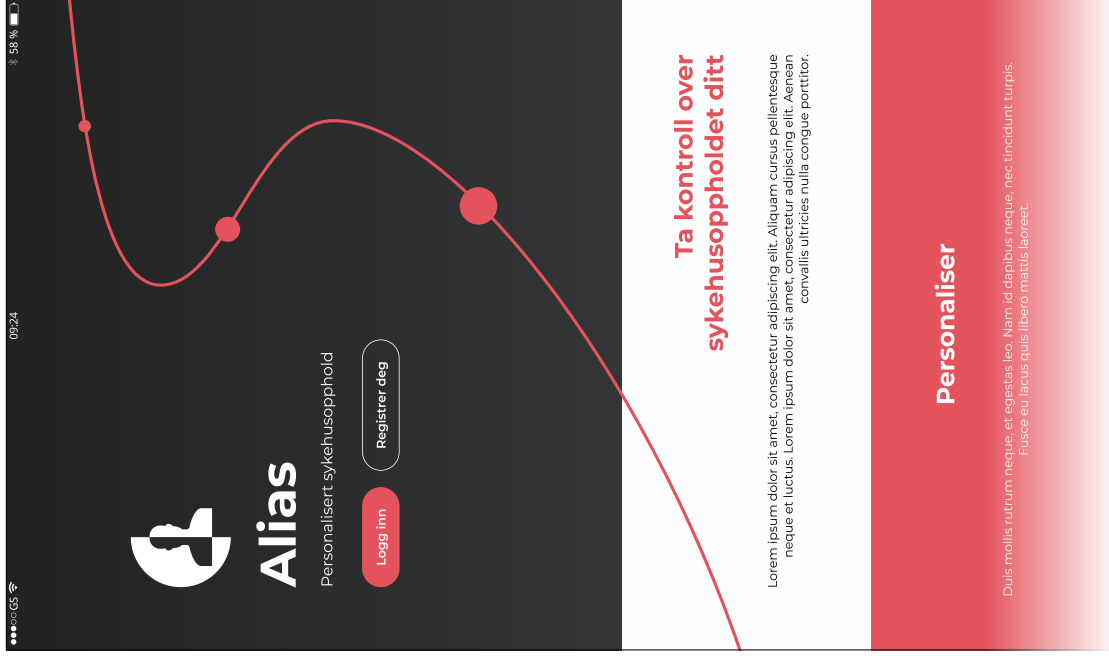 GS
09:24
58 %
Alias
Personalisert sykehusopphold
Logg inn
Registrer deg
Ta kontroll over
sykehusoppholdet ditt
Lorem ipsum dolor sit amet, consectetur adipiscing elit. Aliquam cursus pellentesque
neque et luctus. Lorem ipsum dolor sit amet, consectetur adipiscing elit. Aenean
convallis ultricies nulla congue porttitor.
Personaliser
Duis mollis rutrum neque, et egestas leo. Nam id dapibus neque, nec tincidunt turpis.
Fusce eu lacus quis libero mattis laoreet.